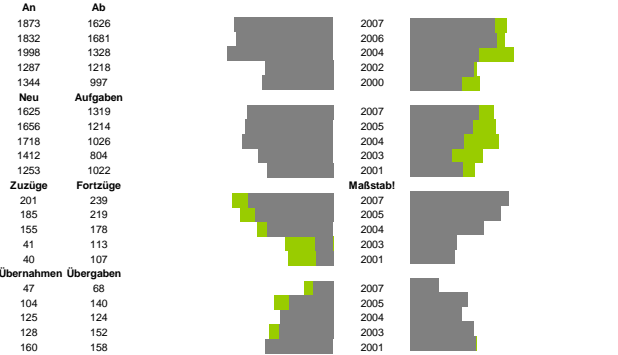 An Ab
1873 1626 2007
1832 1681 2006
1998 1328 2004
1287 1218 2002
1344 997 2000
Neu Aufgaben
1625 1319 2007
1656 1214 2005
1718 1026 2004
1412 804 2003
1253 1022 2001
Zuzüge Fortzüge Maßstab!
201 239 2007
185 219 2005
155 178 2004
41 113 2003
40 107 2001
Übernahmen Übergaben
47 68 2007
104 140 2005
125 124 2004
128 152 2003
160 158 2001